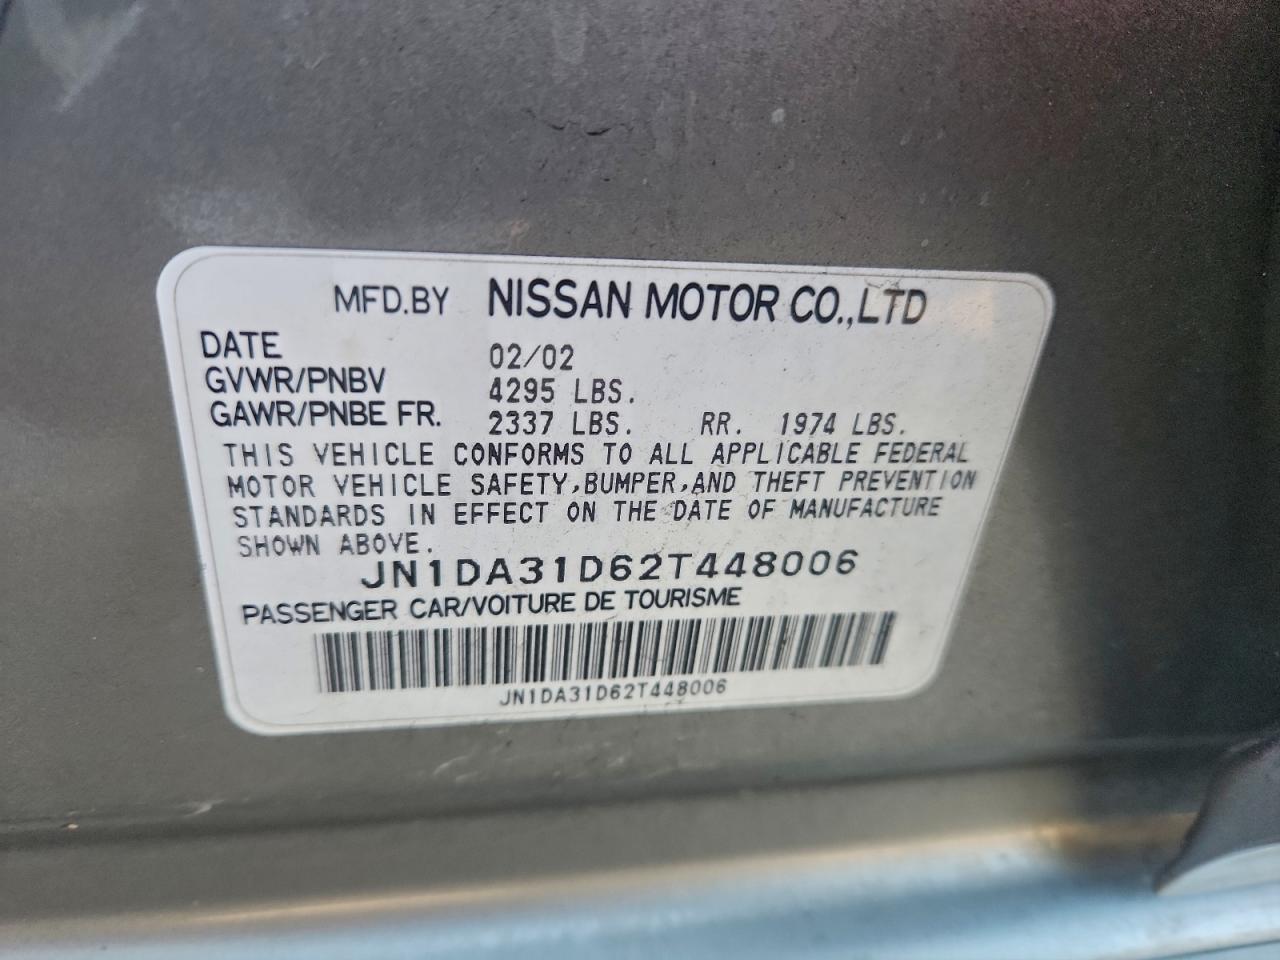 MFD.BY NISSAN MOTOR CO.,LTD
DATE 02/02
GVWR/PNBV 4295 LBS.
GAWR/PNBE FR. 2337 LBS. RR. 1974 LBS.
THIS VEHICLE CONFORMS TO ALL APPLICABLE FEDERAL
MOTOR VEHICLE SAFETY,BUMPER,AND THEFT PREVENTION
STANDARDS IN EFFECT ON THE DATE OF MANUFACTURE
SHOWN ABOVE.
JN1DA31D62T448006
PASSENGER CAR/VOITURE DE TOURISME
JN1DA31D62T448006